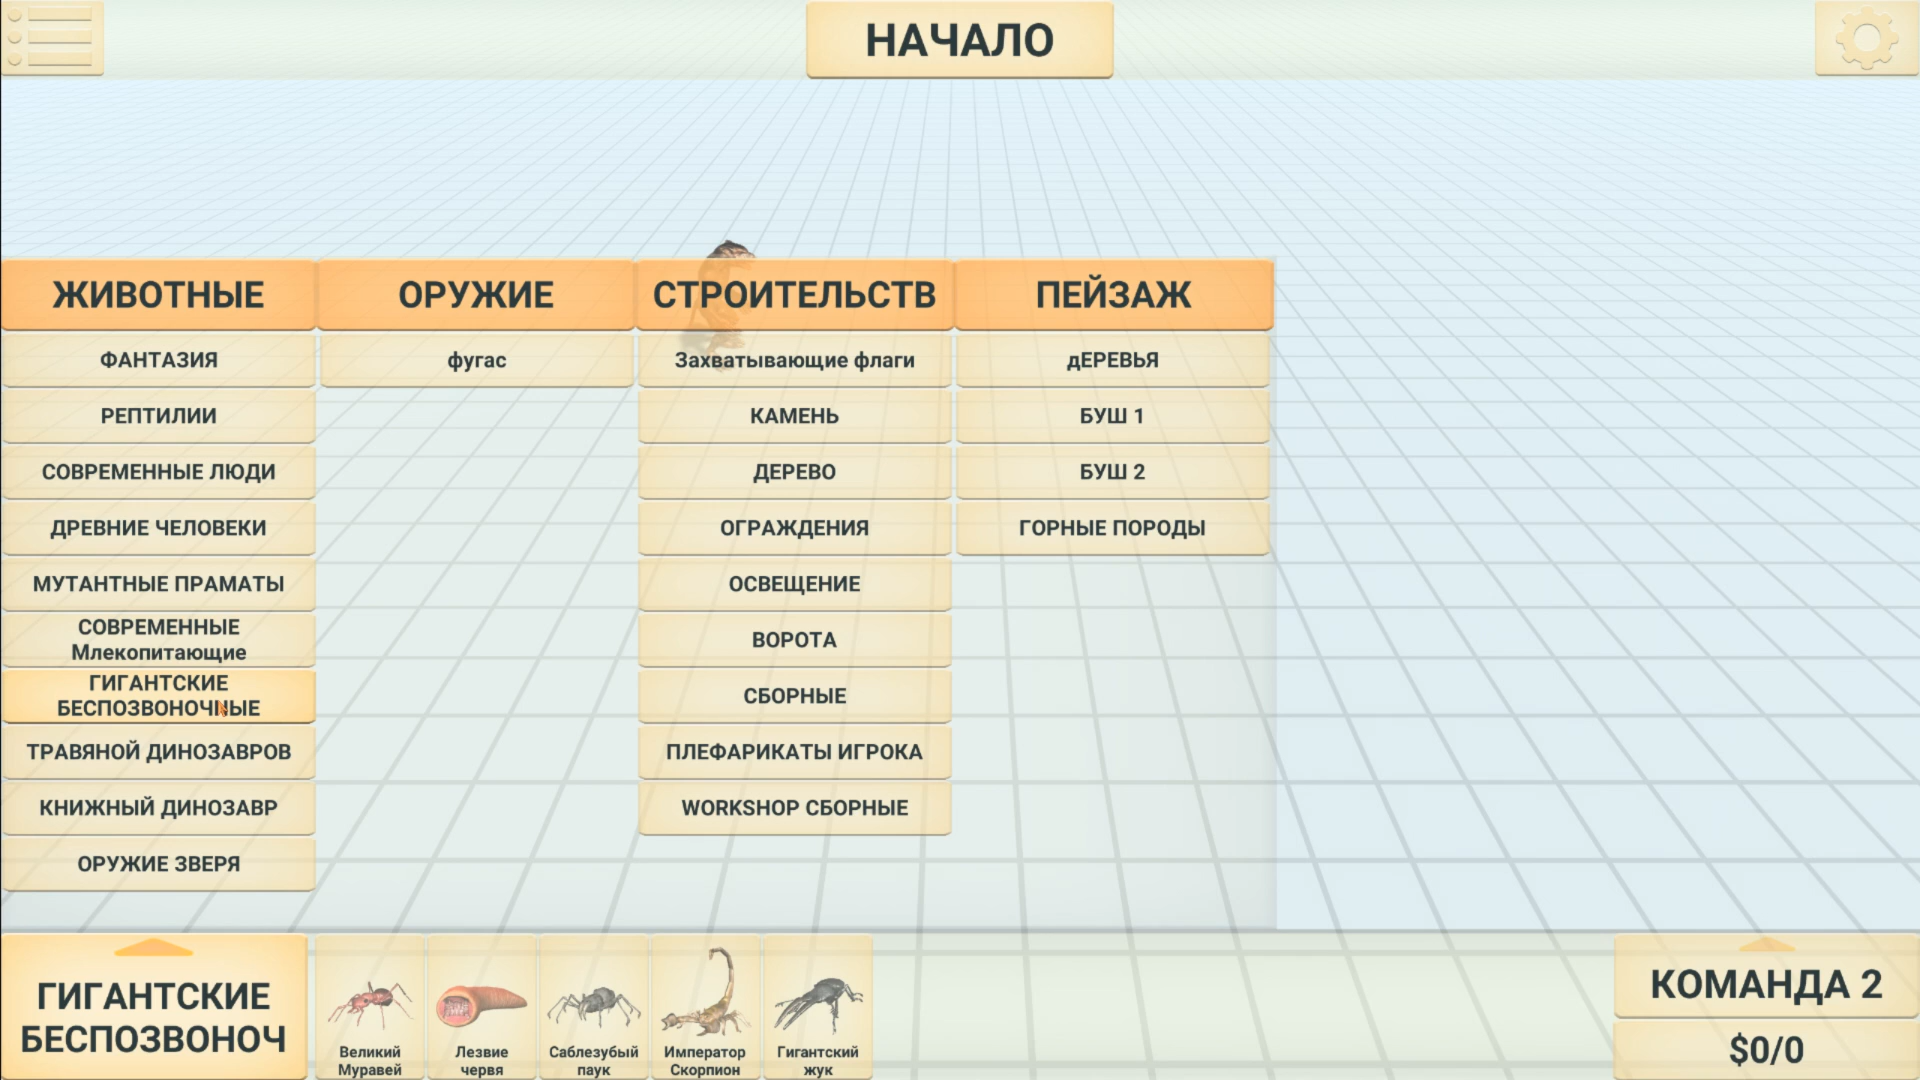 НАЧАЛО
ЖИВОТНЫЕ
ОРУЖИЕ
СТРОИТЕЛЬСТВ
ПЕЙЗАЖ
ФАНТАЗИЯ
фугас
Захватывающие флаги
дЕРЕВЬЯ
РЕПТИЛИИ
КАМЕНЬ
БУШ 1
СОВРЕМЕННЫЕ ЛЮДИ
ДЕРЕВО
БУШ 2
ДРЕВНИЕ ЧЕЛОВЕКИ
ОГРАЖДЕНИЯ
ГОРНЫЕ ПОРОДЫ
МУТАНТНЫЕ ПРАМАТЫ
ОСВЕЩЕНИЕ
СОВРЕМЕННЫЕ
Млекопитающие
ВОРОТА
ГИГАНТСКИЕ
БЕСПОЗВОНОЧНЫЕ
СБОРНЫЕ
ТРАВЯНОЙ ДИНОЗАВРОВ
ПЛЕФАРИКАТЫ ИГРОКА
КНИЖНЫЙ ДИНОЗАВР
WORKSHOP СБОРНЫЕ
ОРУЖИЕ ЗВЕРЯ
ГИГАНТСКИЕ
БЕСПОЗВОНОЧ
Великий
Муравей
Лезвие
червя
Саблезубый
паук
Император
Скорпион
Гигантский
жук
КОМАНДА 2
$0/0